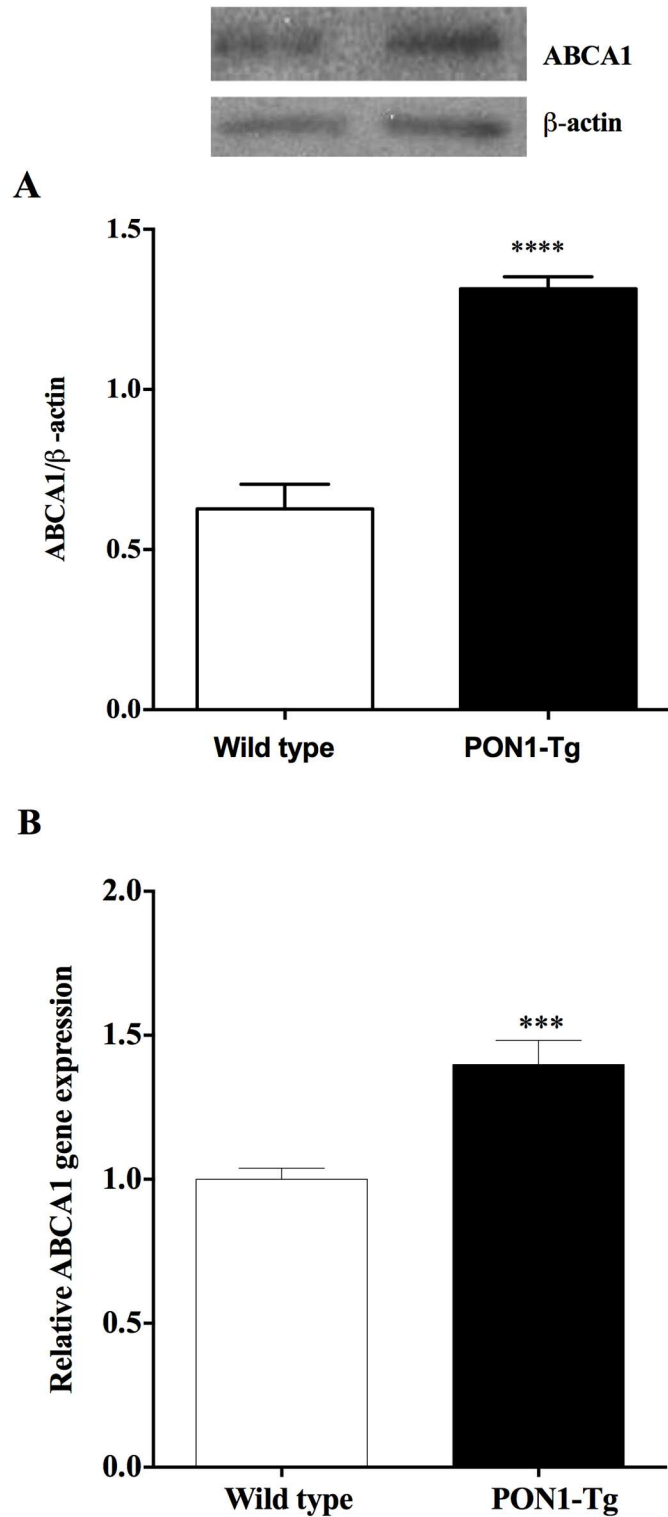 ABCA1
β-actin
A
1.5
****
1.0
ABCA1/β -actin
0.5
0.0
Wild type PON1-Tg
B
2.0
1.5
***
Relative ABCA1 gene expression
1.0
0.5
0.0
Wild type PON1-Tg